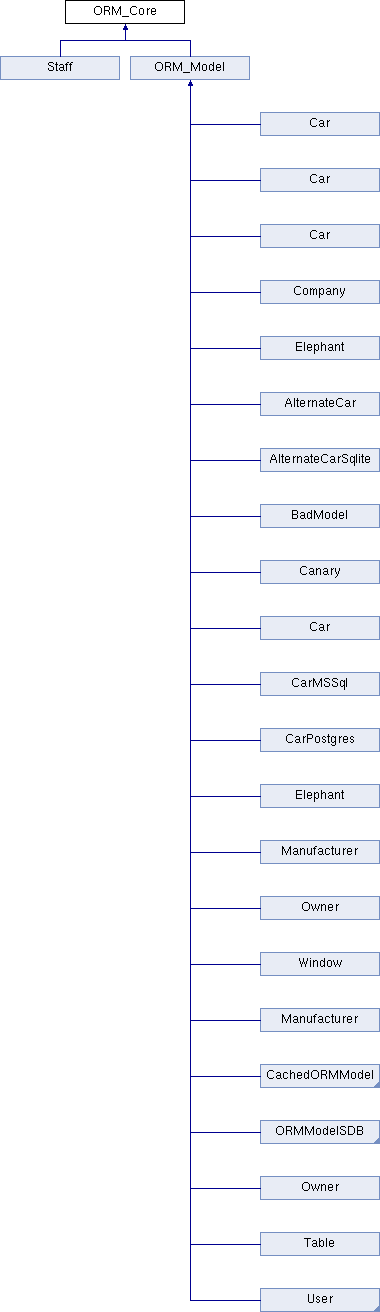 ORM_Core
Staff
ORM_Model
Car
Car
Car
Company
Elephant
AlternateCar
AlternateCarSqlite
BadModel
Canary
Car
CarMSSql
CarPostgres
Elephant
Manufacturer
Owner
Window
Manufacturer
CachedORMModel
ORMModelSDB
Owner
Table
User